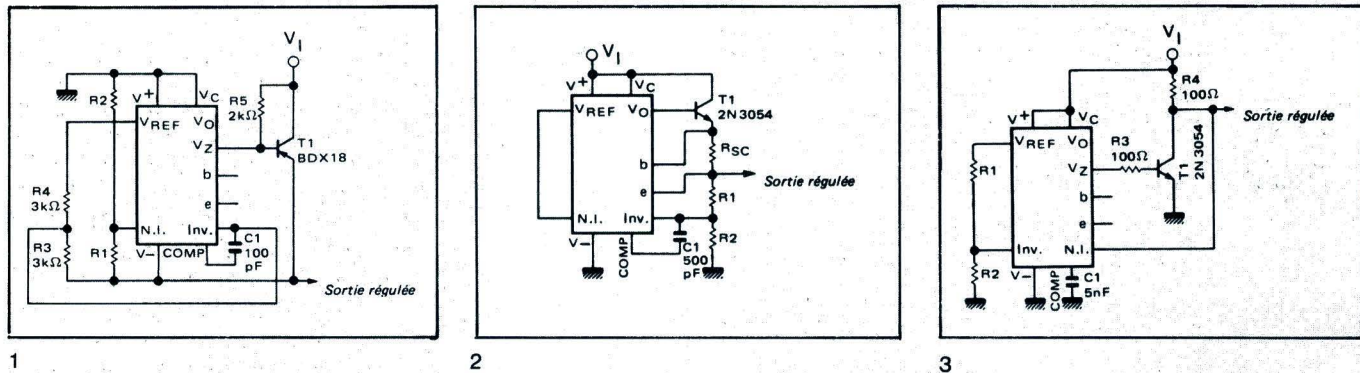 VI
V+
VC
R2
R5
2kΩ
VREF
VO
VZ
T1
BDX18
b
e
R4
3kΩ
R3
3kΩ
R1
N.I.
Inv.
V-
COMP
C1
100
pF
Sortie régulée
1
VI
V+
VC
T1
2N3054
VREF
VO
RSC
b
e
Sortie régulée
R1
N.I.
Inv.
V-
COMP
C1
500
pF
R2
2
VI
R4
100Ω
Sortie régulée
V+
VC
VREF
VO
R3
100Ω
VZ
T1
2N3054
R1
b
e
Inv.
N.I.
R2
V-
COMP
C1
5nF
3